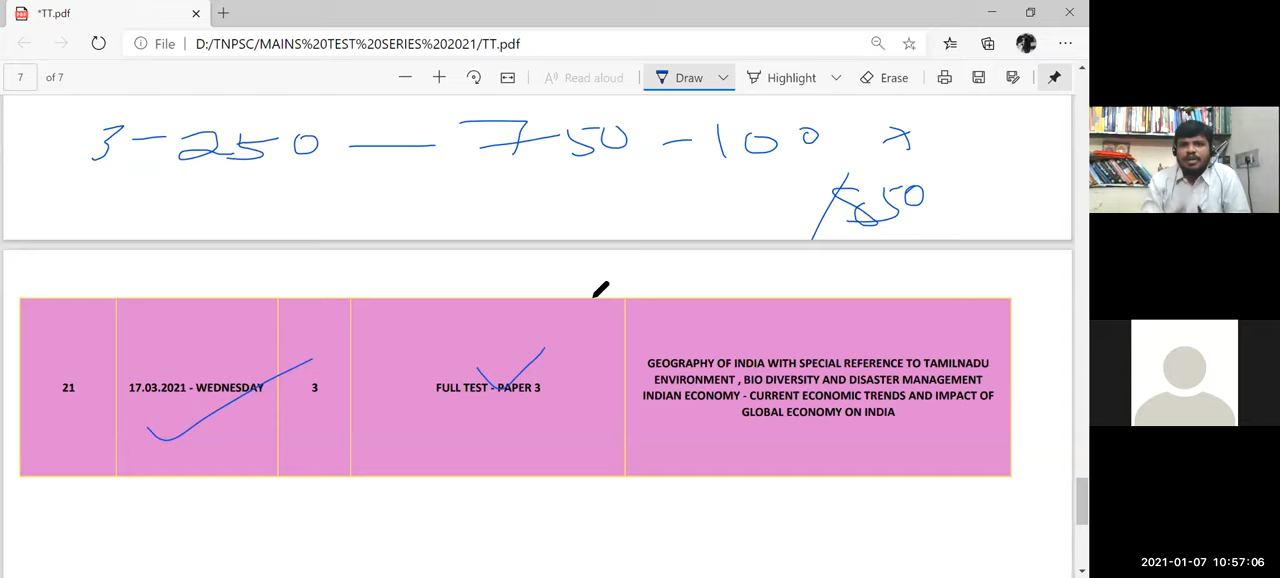 *TT.pdf
File D:/TNPSC/MAINS%20TEST%20SERIES%202021/TT.pdf
7 of 7 Read aloud Draw Highlight Erase
3 - 250 — 750 - 100
50
21 17.03.2021 - WEDNESDAY 3 FULL TEST - PAPER 3
GEOGRAPHY OF INDIA WITH SPECIAL REFERENCE TO TAMILNADU
ENVIRONMENT , BIO DIVERSITY AND DISASTER MANAGEMENT
INDIAN ECONOMY - CURRENT ECONOMIC TRENDS AND IMPACT OF
GLOBAL ECONOMY ON INDIA
2021-01-07 10:57:06